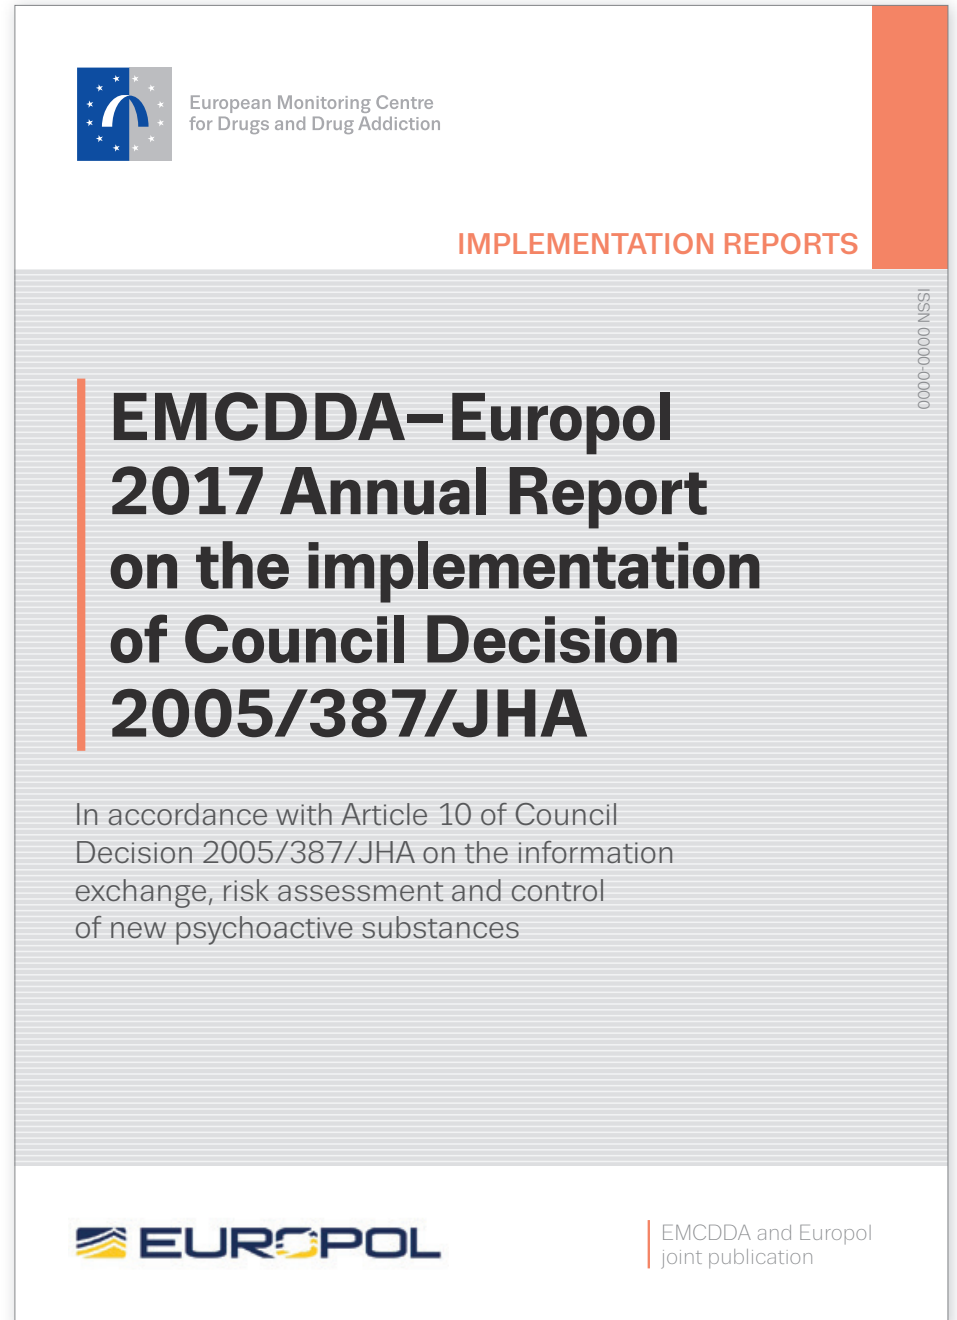 European Monitoring Centre
for Drugs and Drug Addiction
IMPLEMENTATION REPORTS
ISSN 0000-0000
EMCDDA–Europol
2017 Annual Report
on the implementation
of Council Decision
2005/387/JHA
In accordance with Article 10 of Council
Decision 2005/387/JHA on the information
exchange, risk assessment and control
of new psychoactive substances
EUROPOL
EMCDDA and Europol
joint publication